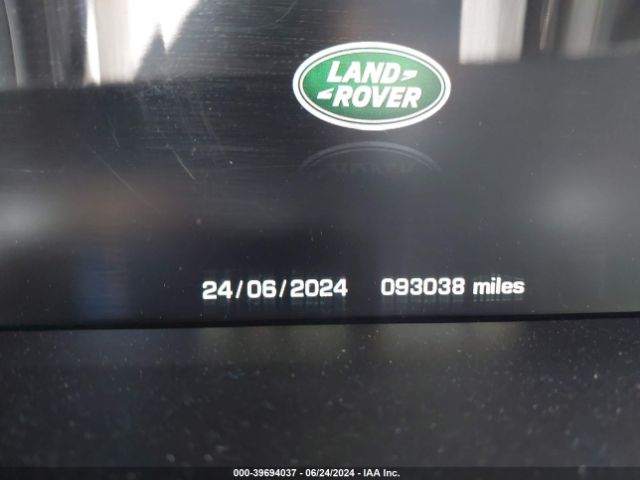 LAND
ROVER
24/06/2024 093038 miles
000-39694037 - 06/24/2024 - IAA Inc.